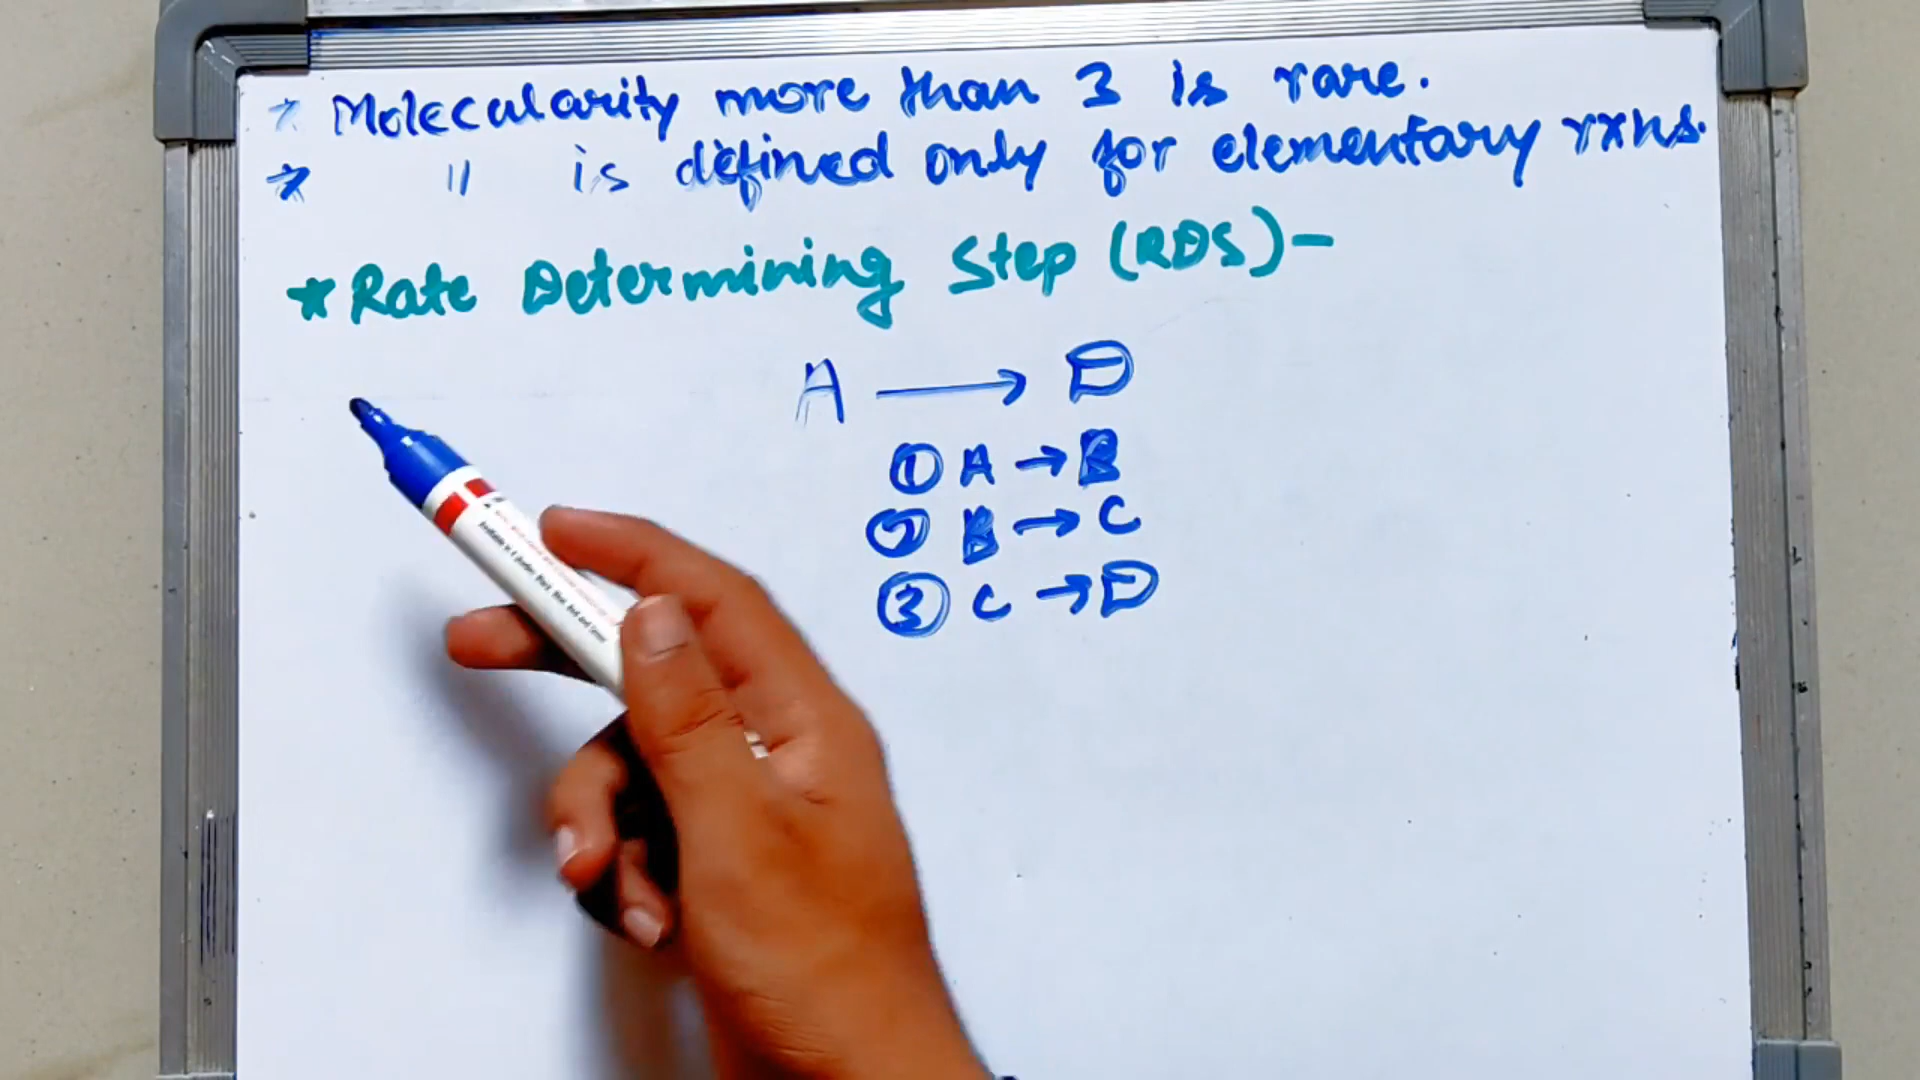 * Molecularity more than 3 is rare.
* " is defined only for elementary rxns.
* Rate Determining Step (RDS)-
A → D
① A → B
② B → C
③ C → D